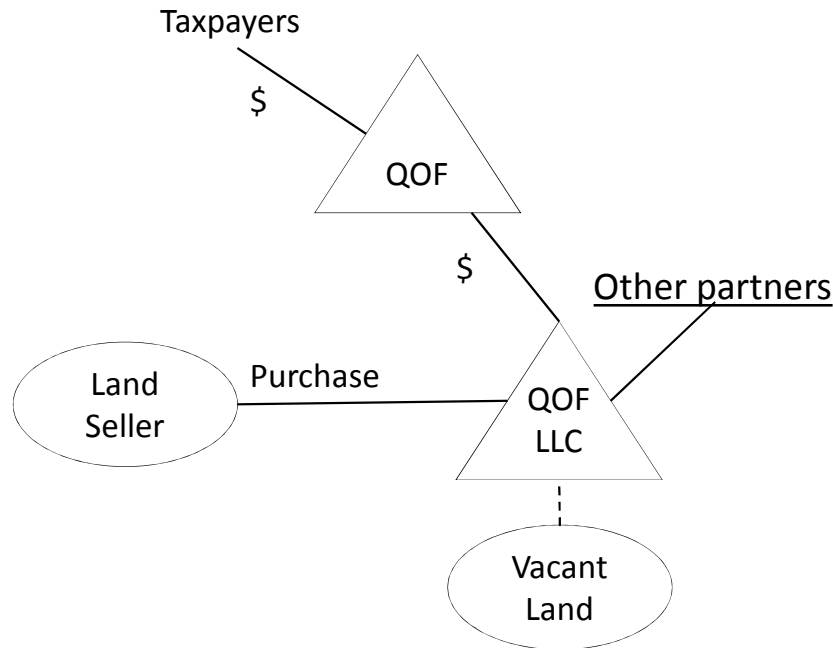 Taxpayers
$
QOF
$
Other partners
Land
Seller
Purchase
QOF
LLC
Vacant
Land